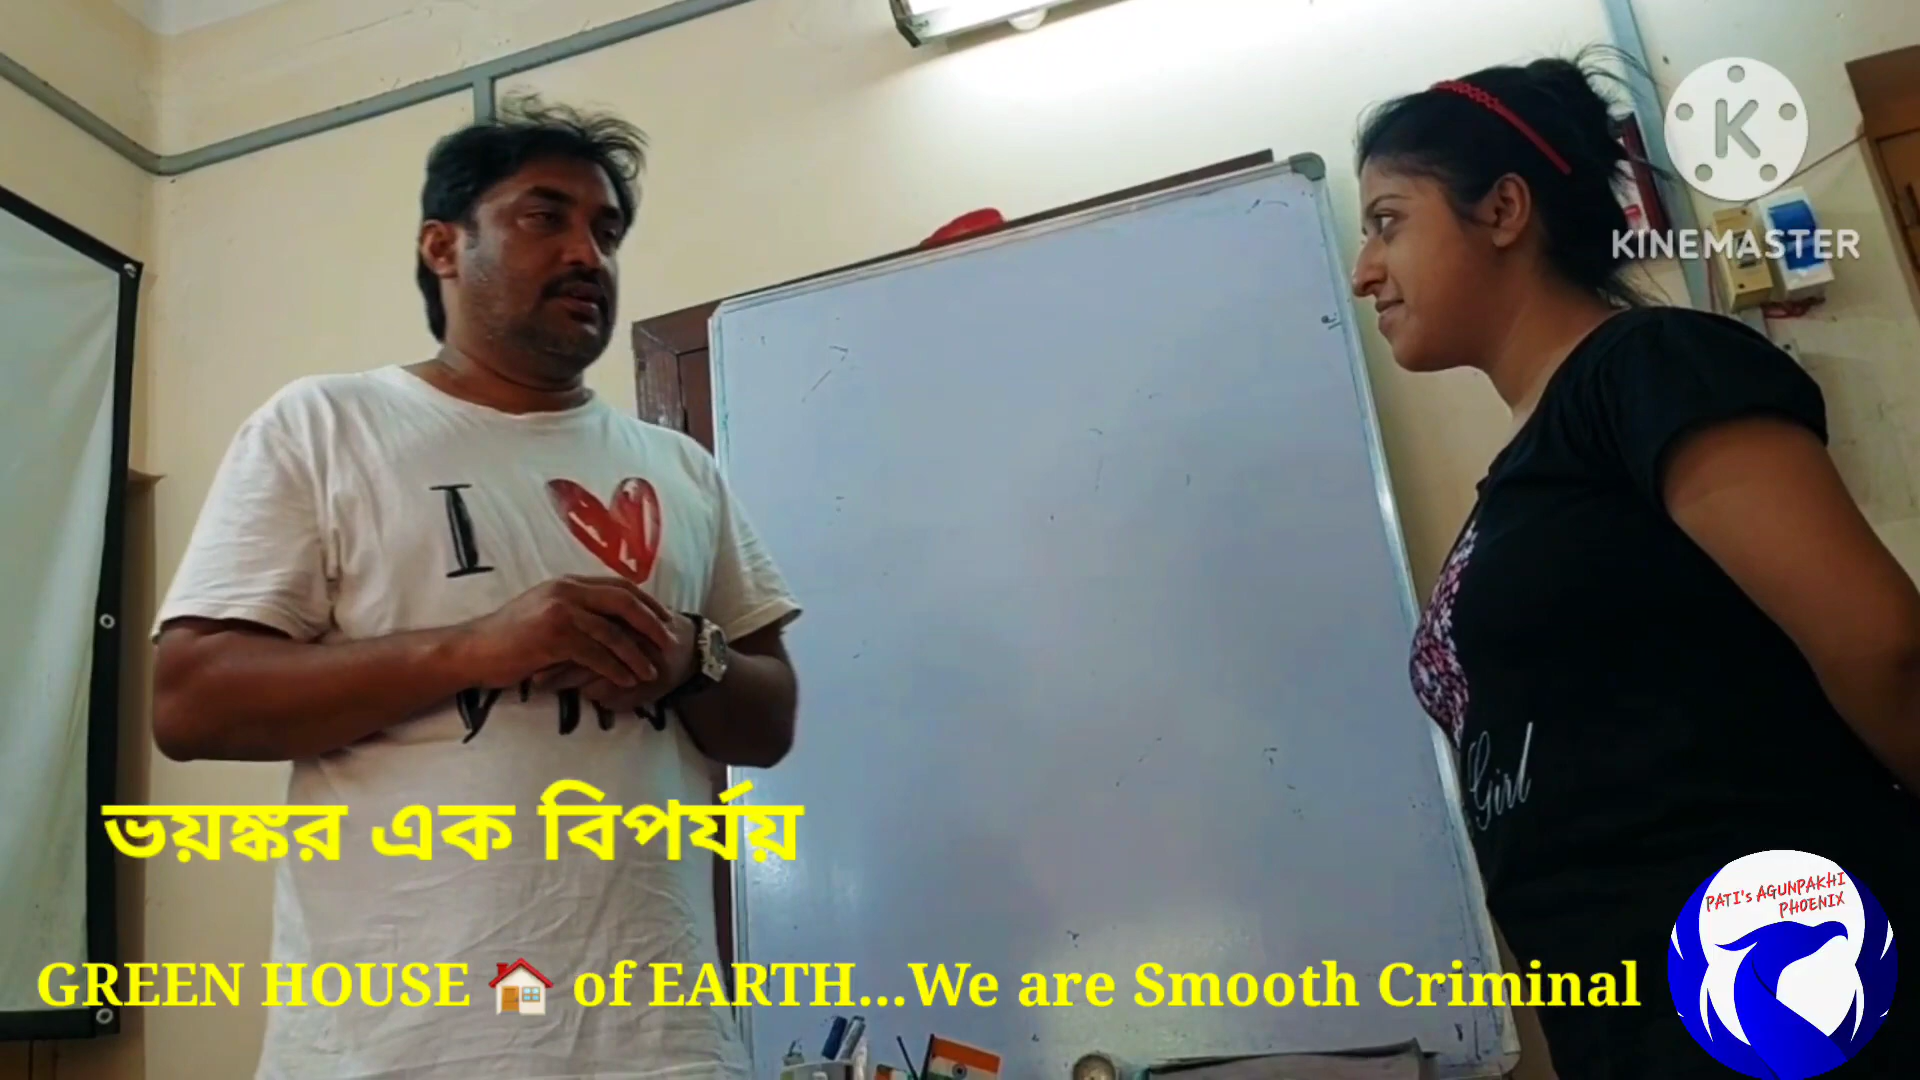 K
KINEMASTER
I
Girl
ভয়ঙ্কর এক বিপর্যয়
PATI's AGUNPAKHI
PHOENIX
GREEN HOUSE 🏠 of EARTH...We are Smooth Criminal